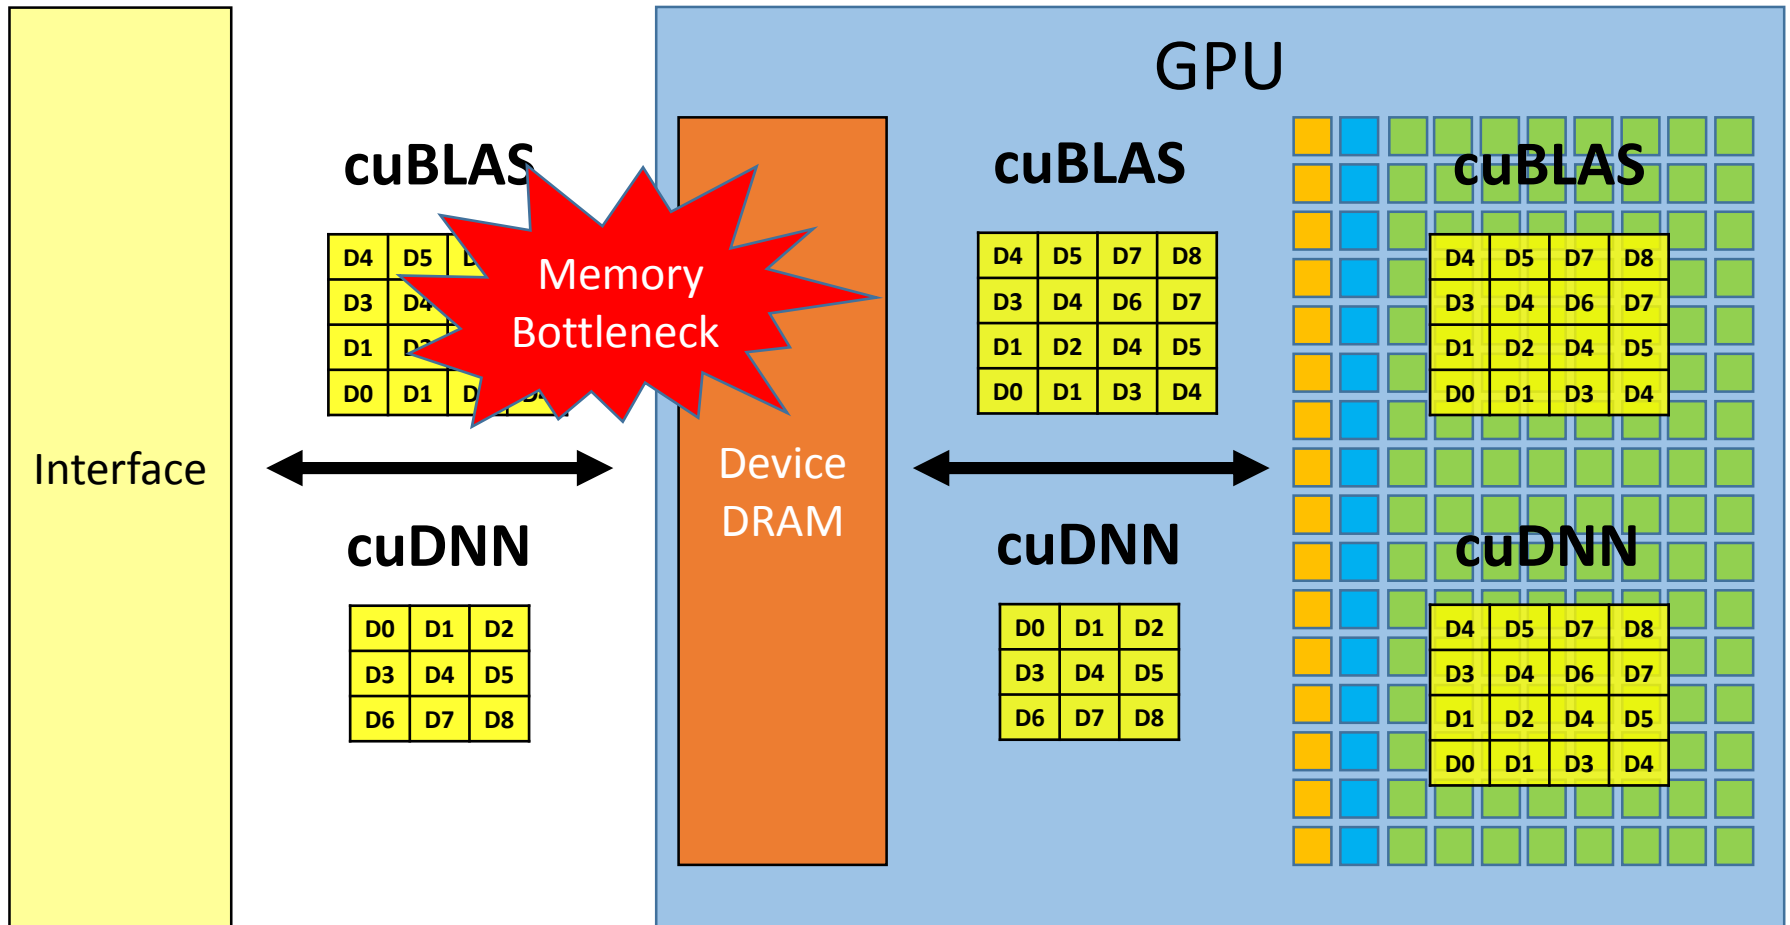 GPU
cuBLAS
D4 D5
D3 D4
D1
D0 D1
Memory
Bottleneck
Interface
cuDNN
D0 D1 D2
D3 D4 D5
D6 D7 D8
Device
DRAM
cuBLAS
D4 D5 D7 D8
D3 D4 D6 D7
D1 D2 D4 D5
D0 D1 D3 D4
cuDNN
D0 D1 D2
D3 D4 D5
D6 D7 D8
cuBLAS
D4 D5 D7 D8
D3 D4 D6 D7
D1 D2 D4 D5
D0 D1 D3 D4
cuDNN
D4 D5 D7 D8
D3 D4 D6 D7
D1 D2 D4 D5
D0 D1 D3 D4